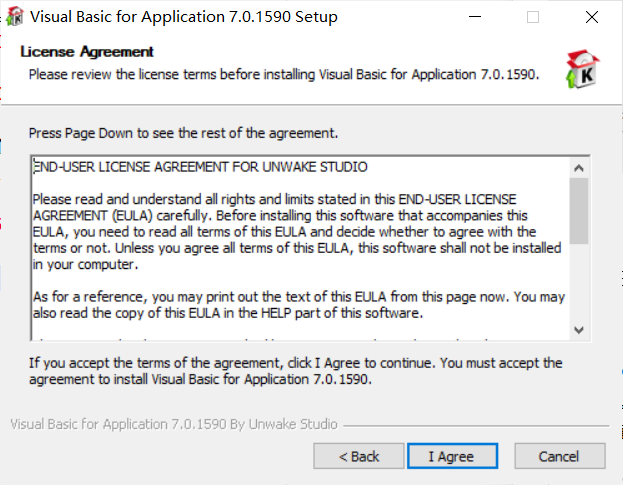 Visual Basic for Application 7.0.1590 Setup
License Agreement
Please review the license terms before installing Visual Basic for Application 7.0.1590.
K
Press Page Down to see the rest of the agreement.
END-USER LICENSE AGREEMENT FOR UNWAKE STUDIO
Please read and understand all rights and limits stated in this END-USER LICENSE
AGREEMENT (EULA) carefully. Before installing this software that accompanies this
EULA, you need to read all terms of this EULA and decide whether to agree with the
terms or not. Unless you agree all terms of this EULA, this software shall not be installed
in your computer.
As for a reference, you may print out the text of this EULA from this page now. You may
also read the copy of this EULA in the HELP part of this software.
If you accept the terms of the agreement, click I Agree to continue. You must accept the
agreement to install Visual Basic for Application 7.0.1590.
Visual Basic for Application 7.0.1590 By Unwake Studio
< Back
I Agree
Cancel